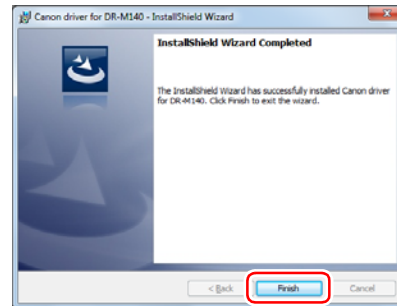 Canon driver for DR-M140 - InstallShield Wizard
InstallShield Wizard Completed
The InstallShield Wizard has successfully installed Canon driver
for DR-M140. Click Finish to exit the wizard.
< Back Finish Cancel